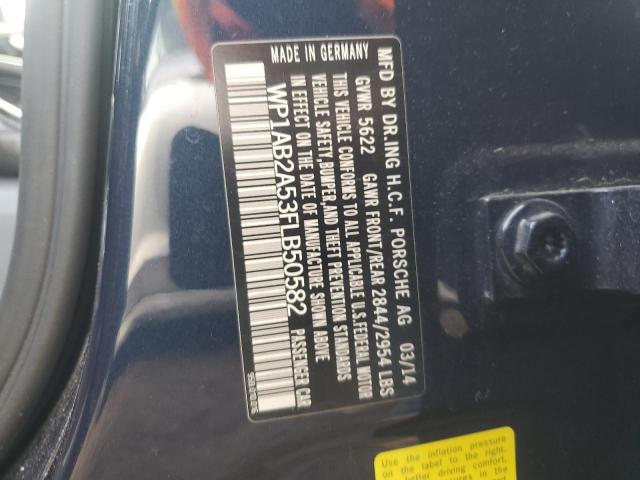 MFD BY DR.ING H.C.F. PORSCHE AG 03/14
GVWR 5622 GAWR FRONT/REAR 2844/2954 LBS
THIS VEHICLE CONFORMS TO ALL APPLICABLE U.S.FEDERAL MOTOR
VEHICLE SAFETY,BUMPER,AND THEFT PREVENTION STANDARDS
IN EFFECT ON THE DATE OF MANUFACTURE SHOWN ABOVE
WP1AB2A53FLB50582 PASSENGER CAR
MADE IN GERMANY
Use the inflation pressure
on the label to the right.
better driving comfort,